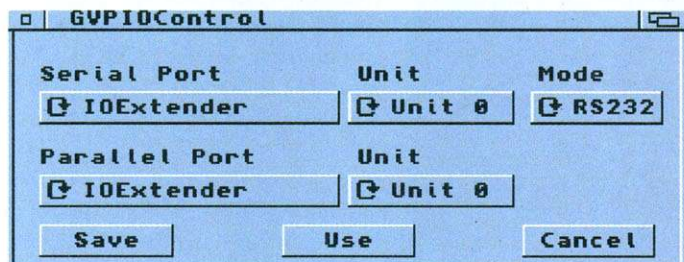 GVPIOControl
Serial Port Unit Mode
IOExtender Unit 0 RS232
Parallel Port Unit
IOExtender Unit 0
Save Use Cancel